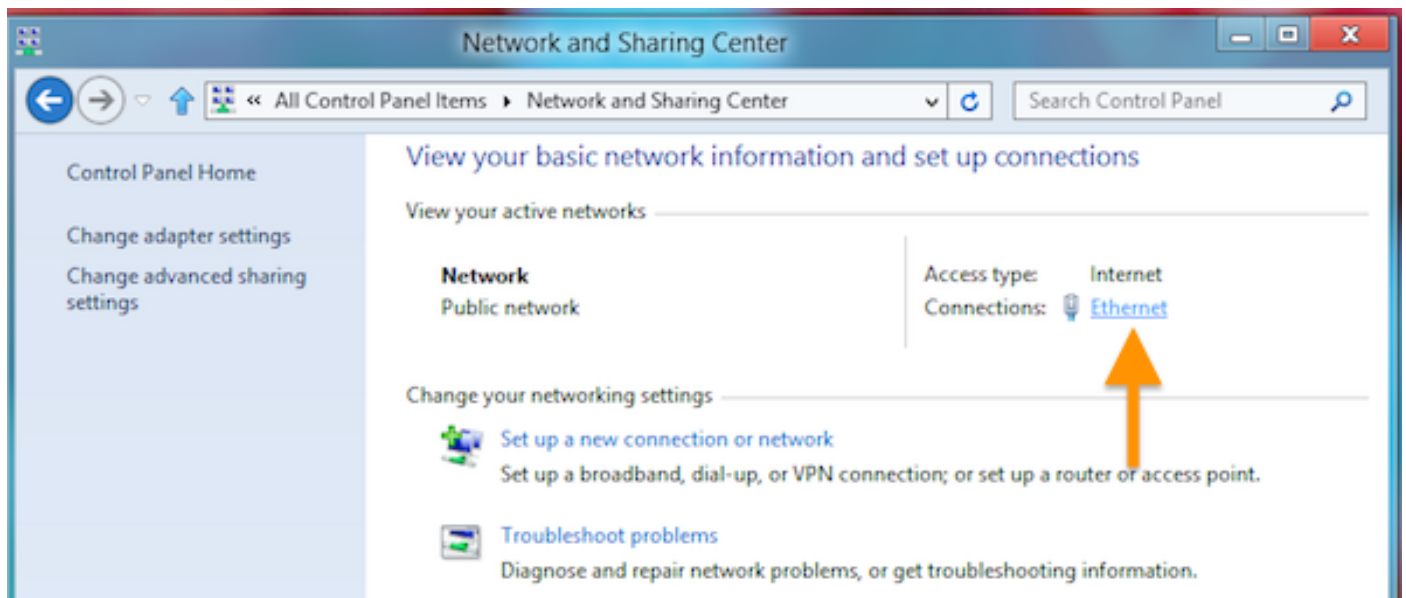 Network and Sharing Center
« All Control Panel Items ▸ Network and Sharing Center
Search Control Panel
Control Panel Home
Change adapter settings
Change advanced sharing
settings
View your basic network information and set up connections
View your active networks
Network
Public network
Access type: Internet
Connections: Ethernet
Change your networking settings
Set up a new connection or network
Set up a broadband, dial-up, or VPN connection; or set up a router or access point.
Troubleshoot problems
Diagnose and repair network problems, or get troubleshooting information.